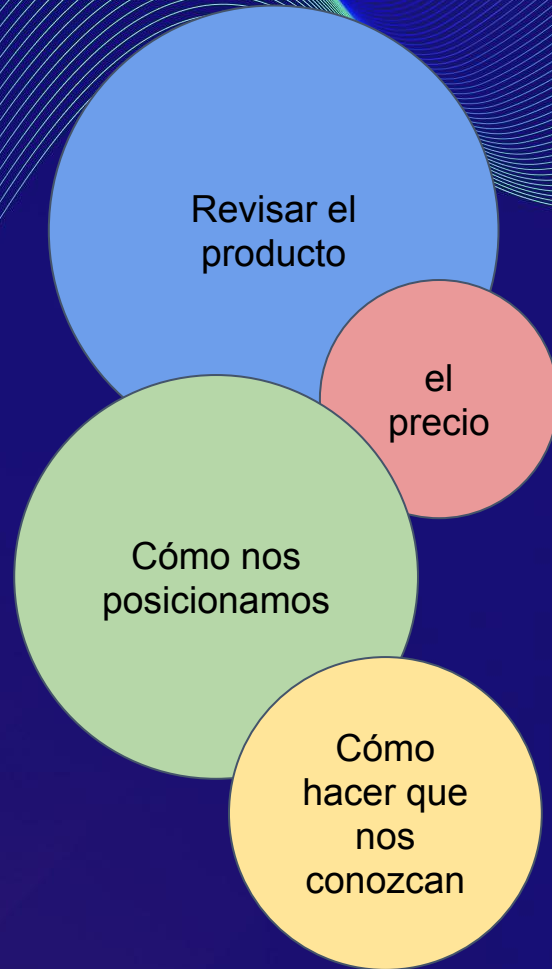 Revisar el
producto
el
precio
Cómo nos
posicionamos
Cómo
hacer que
nos
conozcan